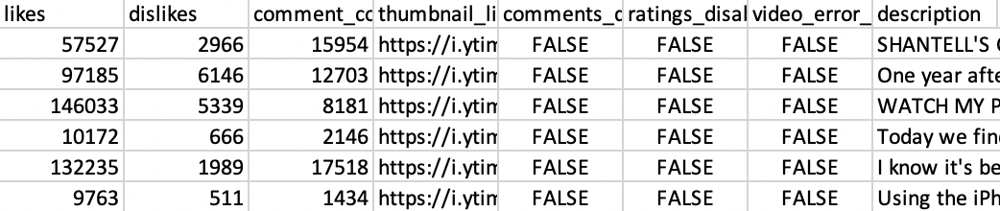 likes dislikes comment_co thumbnail_li comments_d ratings_disal video_error_ description
57527 2966 15954 https://i.ytim FALSE FALSE FALSE SHANTELL'S
97185 6146 12703 https://i.ytim FALSE FALSE FALSE One year afte
146033 5339 8181 https://i.ytim FALSE FALSE FALSE WATCH MY P
10172 666 2146 https://i.ytim FALSE FALSE FALSE Today we fin
132235 1989 17518 https://i.ytim FALSE FALSE FALSE I know it's be
9763 511 1434 https://i.ytim FALSE FALSE FALSE Using the iPh